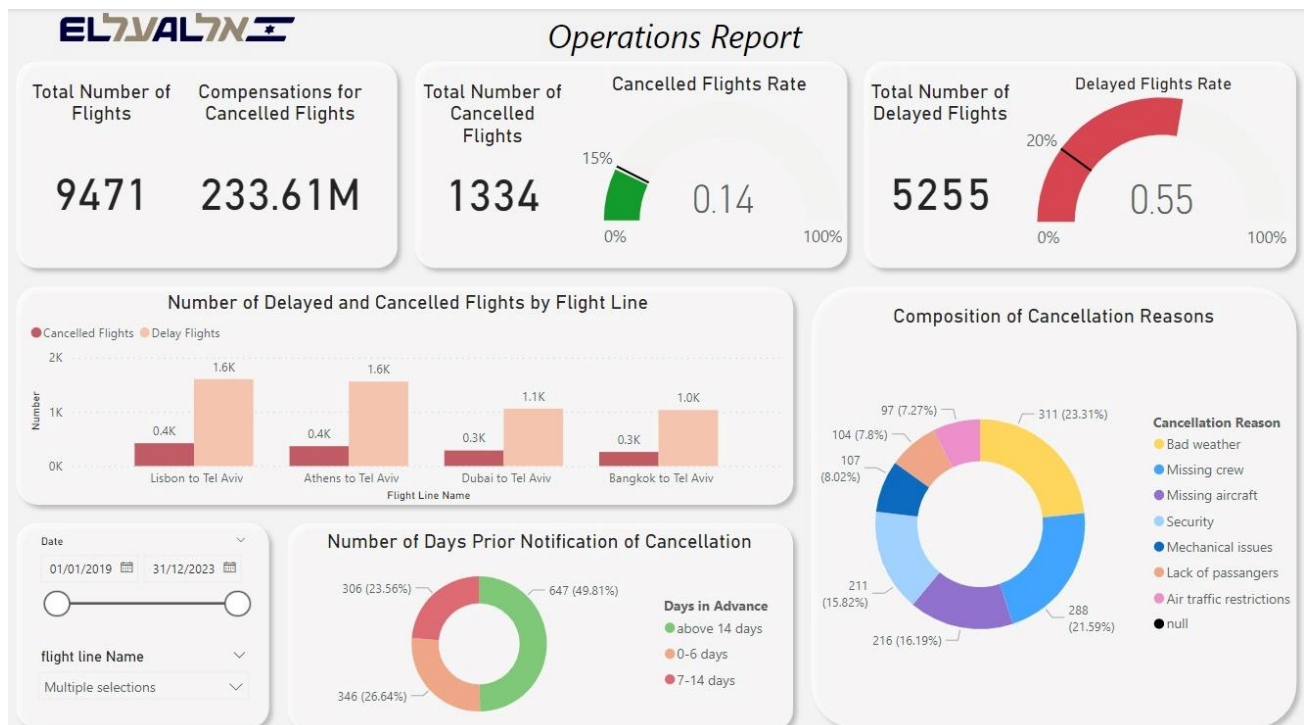 ELאלעלAL אלעל
Operations Report
Total Number of
Flights
9471
Compensations for
Cancelled Flights
233.61M
Total Number of
Cancelled
Flights
1334
Cancelled Flights Rate
15%
0.14
0%
100%
Total Number of
Delayed Flights
5255
Delayed Flights Rate
20%
0.55
0%
100%
Number of Delayed and Cancelled Flights by Flight Line
Cancelled Flights
Delay Flights
Number
2K
1K
0K
0.4K
1.6K
0.4K
1.6K
0.3K
1.1K
0.3K
1.0K
Lisbon to Tel Aviv
Athens to Tel Aviv
Dubai to Tel Aviv
Bangkok to Tel Aviv
Flight Line Name
Composition of Cancellation Reasons
311 (23.31%)
288
(21.59%)
216 (16.19%)
211
(15.82%)
107
(8.02%)
104 (7.8%)
97 (7.27%)
Cancellation Reason
Bad weather
Missing crew
Missing aircraft
Security
Mechanical issues
Lack of passangers
Air traffic restrictions
null
Date
01/01/2019
31/12/2023
flight line Name
Multiple selections
Number of Days Prior Notification of Cancellation
306 (23.56%)
647 (49.81%)
346 (26.64%)
Days in Advance
above 14 days
0-6 days
7-14 days